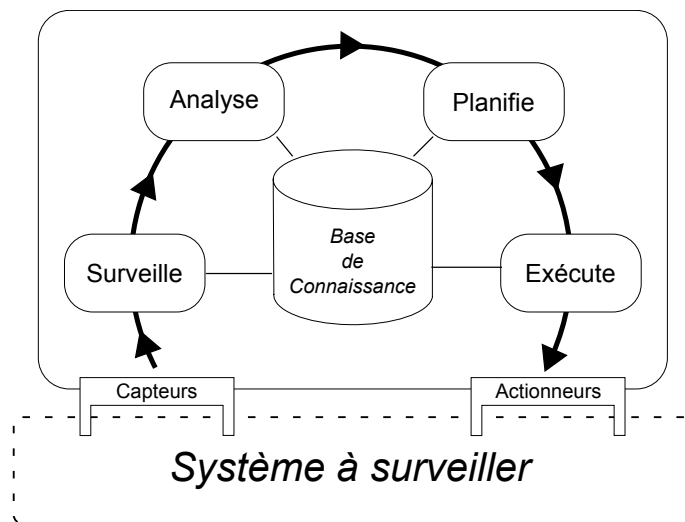 Analyse
Planifie
Base
de
Connaissance
Surveille
Exécute
Capteurs
Actionneurs
Système à surveiller